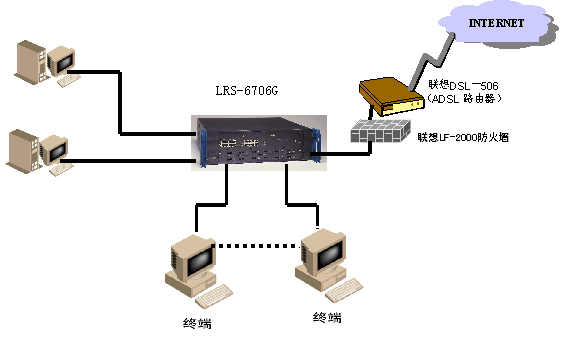 INTERNET
LRS-6706G
联想DSL—506
（ADSL 路由器）
联想LF-2000防火墙
终端
终端